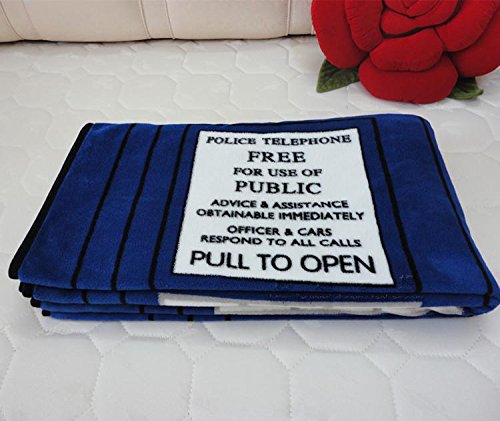 POLICE TELEPHONE
FREE
FOR USE OF
PUBLIC
ADVICE & ASSISTANCE
OBTAINABLE IMMEDIATELY
OFFICER & CARS
RESPOND TO ALL CALLS
PULL TO OPEN